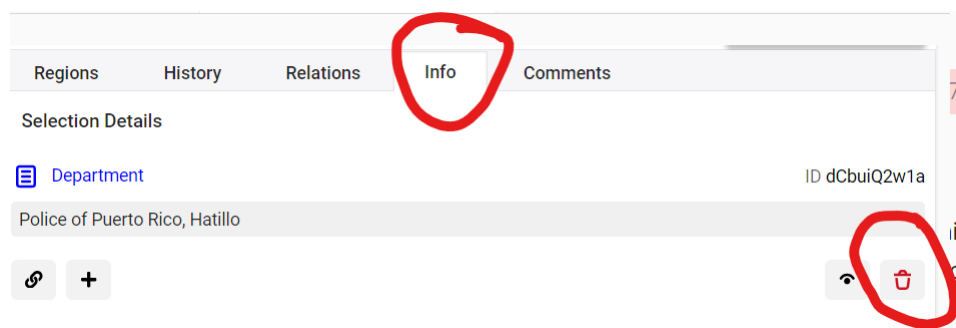 Regions History Relations Info Comments
Selection Details
Department ID dCbuiQ2w1a
Police of Puerto Rico, Hatillo